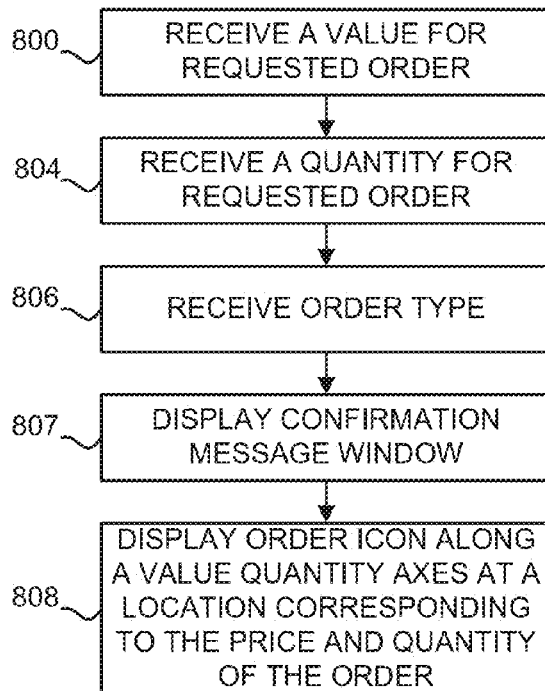 800
RECEIVE A VALUE FOR
REQUESTED ORDER
804
RECEIVE A QUANTITY FOR
REQUESTED ORDER
806
RECEIVE ORDER TYPE
807
DISPLAY CONFIRMATION
MESSAGE WINDOW
808
DISPLAY ORDER ICON ALONG
A VALUE QUANTITY AXES AT A
LOCATION CORRESPONDING
TO THE PRICE AND QUANTITY
OF THE ORDER